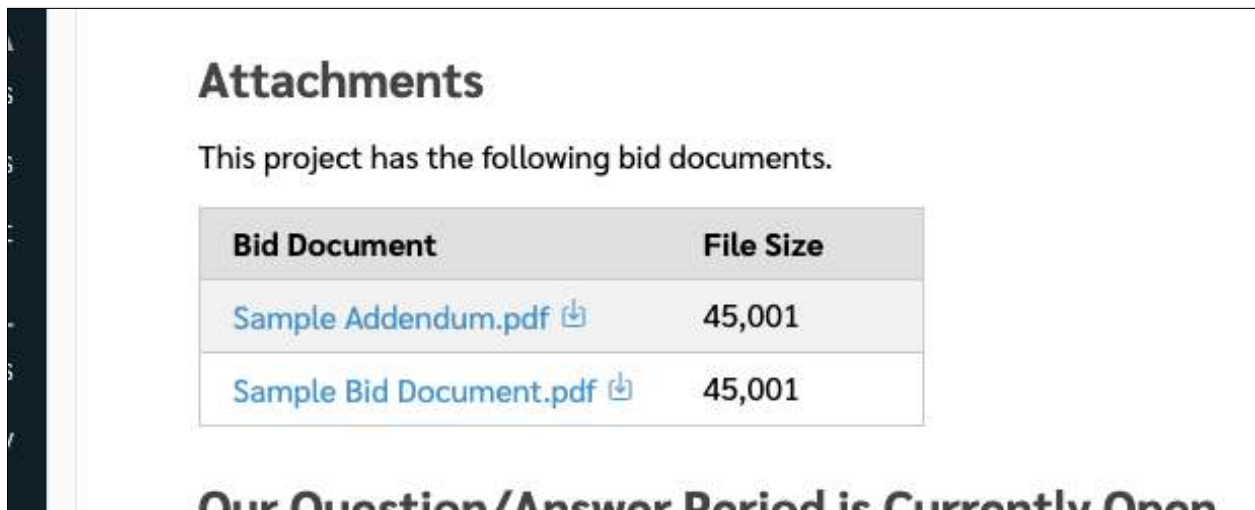 Attachments
This project has the following bid documents.
Bid Document File Size
Sample Addendum.pdf 45,001
Sample Bid Document.pdf 45,001
Our Question/Answer Period is Currently Open